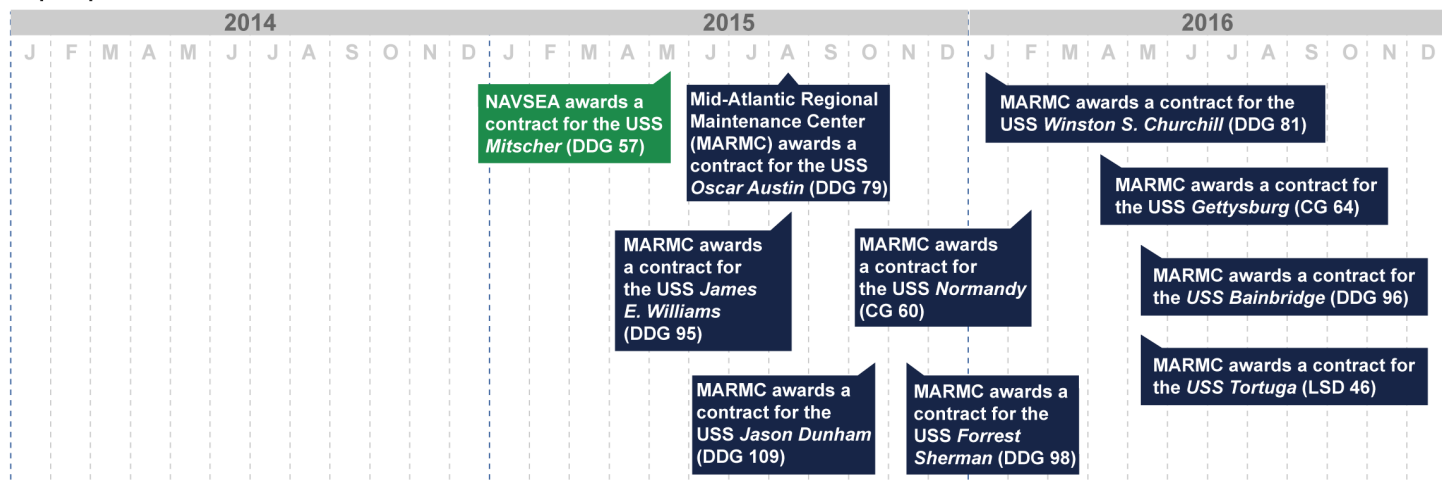 2014 2015 2016
J F M A M J J A S O N D J F M A M J J A S O N D J F M A M J J A S O N D
NAVSEA awards a
contract for the USS
Mitscher (DDG 57)
Mid-Atlantic Regional
Maintenance Center
(MARMC) awards a
contract for the USS
Oscar Austin (DDG 79)
MARMC awards a contract for the
USS Winston S. Churchill (DDG 81)
MARMC awards a contract for
the USS Gettysburg (CG 64)
MARMC awards
a contract for
the USS James
E. Williams
(DDG 95)
MARMC awards
a contract for
the USS Normandy
(CG 60)
MARMC awards a contract for
the USS Bainbridge (DDG 96)
MARMC awards a contract for
the USS Tortuga (LSD 46)
MARMC awards a
contract for the
USS Jason Dunham
(DDG 109)
MARMC awards a
contract for the
USS Forrest
Sherman (DDG 98)